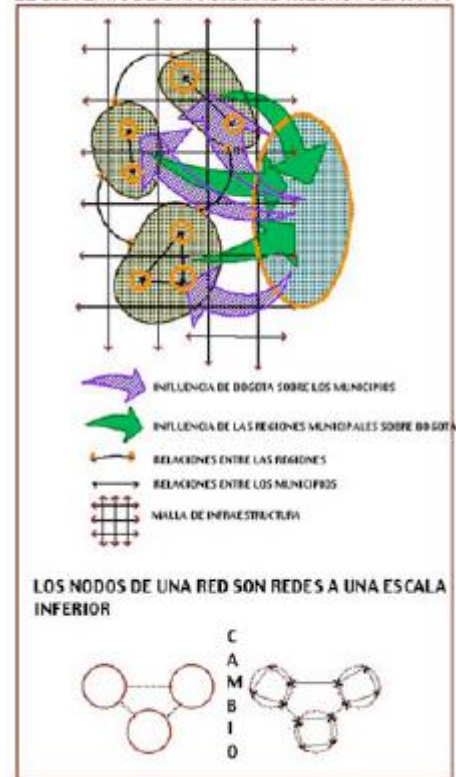 INFLUENCIA DE BOGOTA SOBRE LOS MUNICIPIOS
INFLUENCIA DE LAS REGIONES MUNICIPALES SOBRE BOGOTA
RELACIONES ENTRE LAS REGIONES
RELACIONES ENTRE LOS MUNICIPIOS
MALLA DE INFRAESTRUCTURA
LOS NODOS DE UNA RED SON REDES A UNA ESCALA
INFERIOR
C
A
M
B
I
O